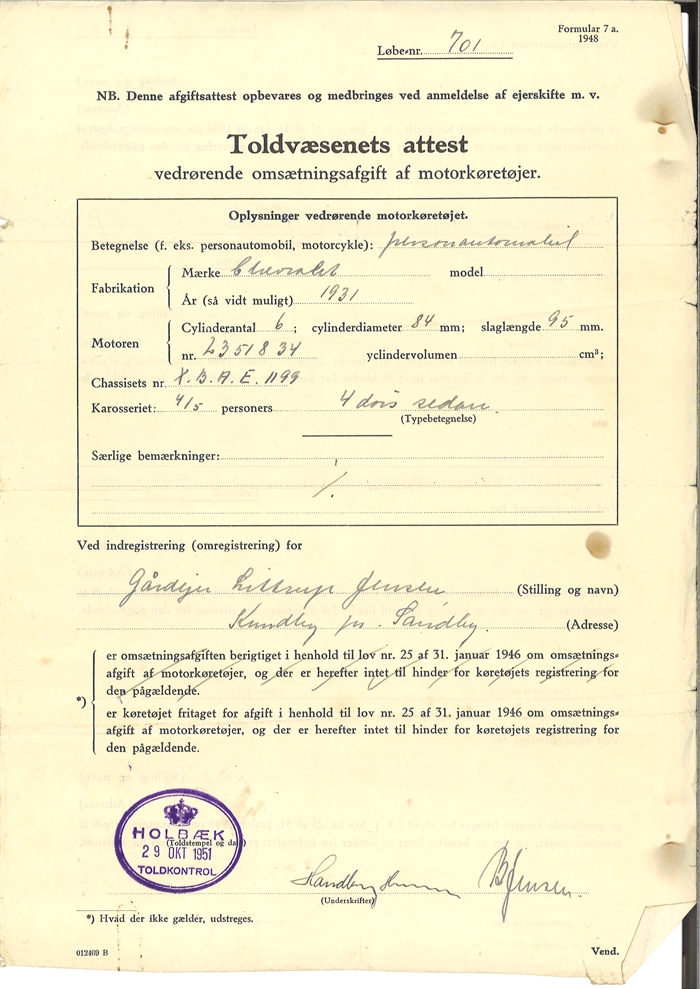 Formular 7 a.
1948
Løbe=nr. 701
NB. Denne afgiftsattest opbevares og medbringes ved anmeldelse af ejerskifte m. v.
Toldvæsenets attest
vedrørende omsætningsafgift af motorkøretøjer.
Oplysninger vedrørende motorkøretøjet.
Betegnelse (f. eks. personautomobil, motorcykle): personautomobil
Fabrikation
Mærke Chevrolet model
År (så vidt muligt) 1931
Motoren
Cylinderantal 6 ; cylinderdiameter 84 mm; slaglængde 95 mm.
nr. 2351834 ycylindervolumen cm³;
Chassisets nr. X.B.A.E. 1199
Karosseriet: 4/5 personers 4 dørs sedan.
(Typebetegnelse)
Særlige bemærkninger:
Ved indregistrering (omregistrering) for
Gårdejer Littrup Jensen (Stilling og navn)
Kundby pr. Sandby. (Adresse)
er omsætningsafgiften berigtiget i henhold til lov nr. 25 af 31. januar 1946 om omsætnings=
afgift af motorkøretøjer, og der er herefter intet til hinder for køretøjets registrering for
den pågældende.
*)
er køretøjet fritaget for afgift i henhold til lov nr. 25 af 31. januar 1946 om omsætnings=
afgift af motorkøretøjer, og der er herefter intet til hinder for køretøjets registrering for
den pågældende.
HOLBÆK
(Toldstempel og dato)
29 OKT 1951
TOLDKONTROL
BJensen.
(Underskrifter)
*) Hvad der ikke gælder, udstreges.
012469 B
Vend.